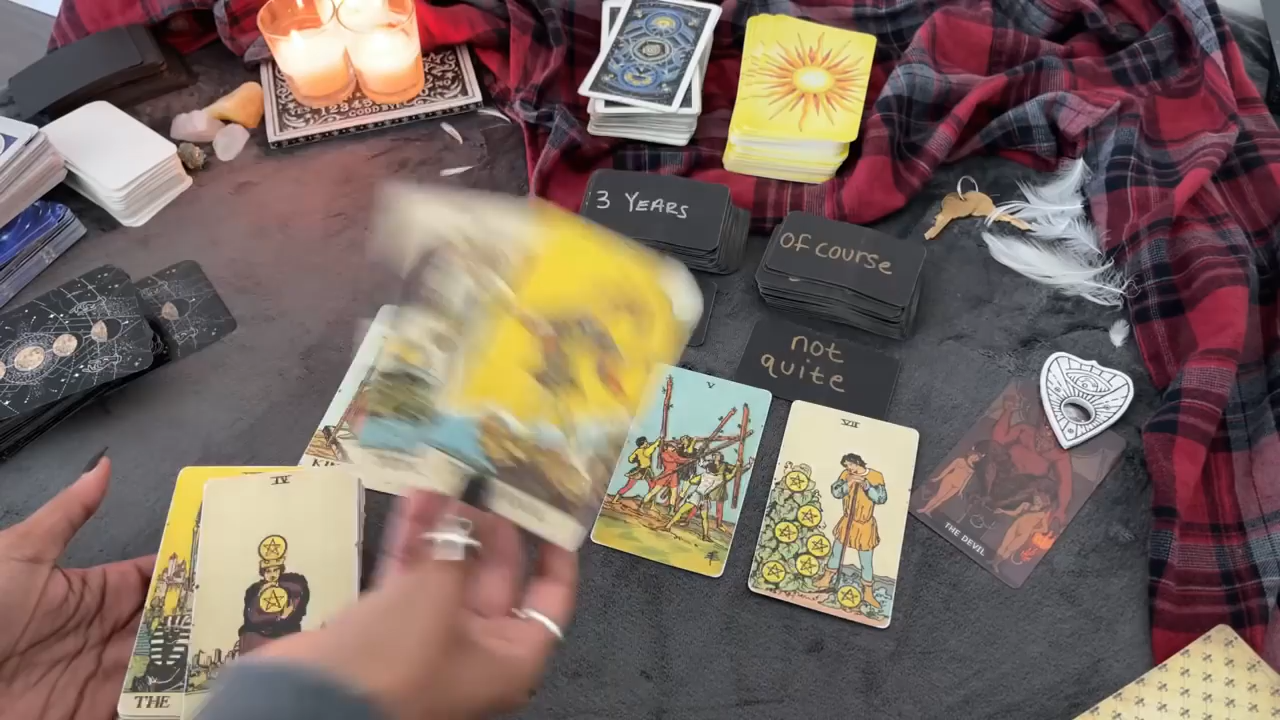 3 YEARS
OF COURSE
not
quite
V
VII
IV
THE DEVIL
THE